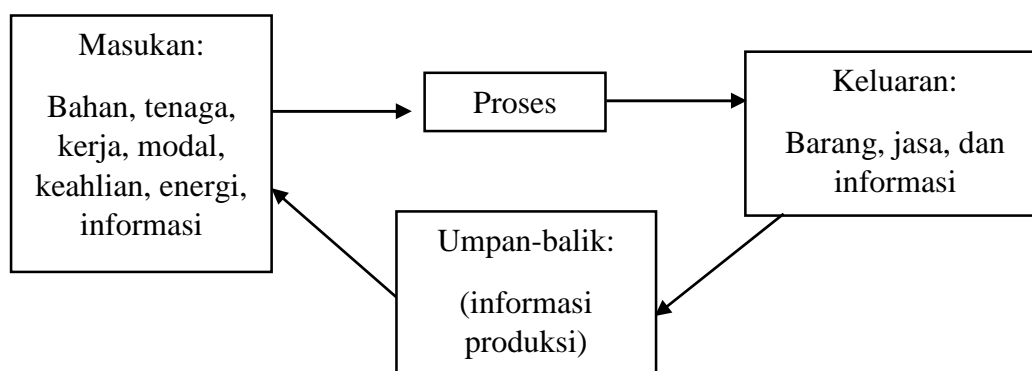 Masukan:
Bahan, tenaga,
kerja, modal,
keahlian, energi,
informasi
Proses
Keluaran:
Barang, jasa, dan
informasi
Umpan-balik:
(informasi
produksi)